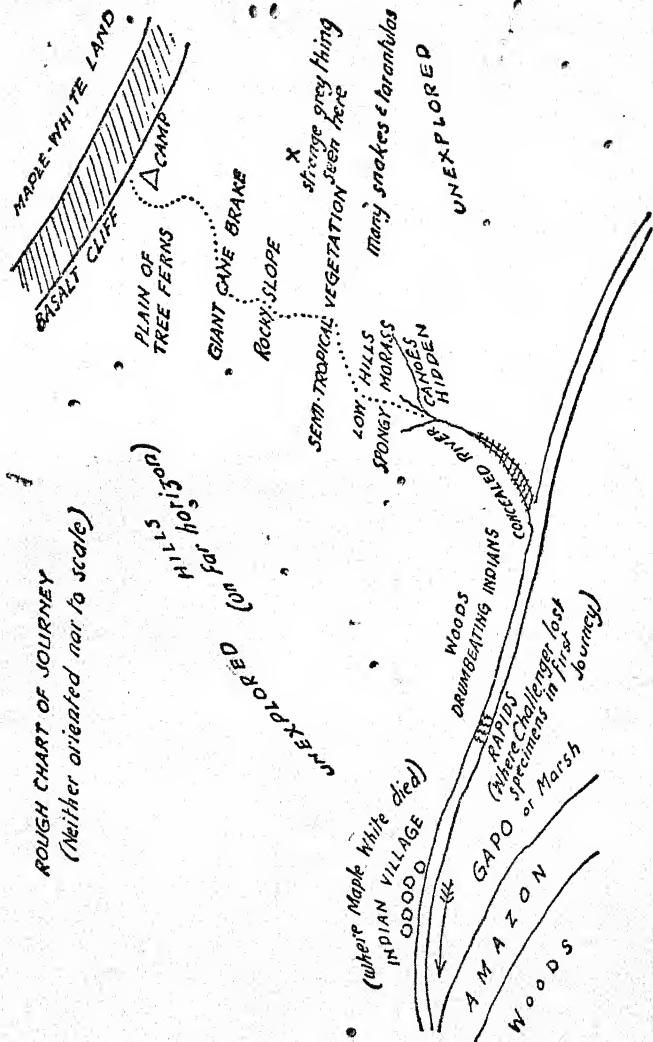 ROUGH CHART OF JOURNEY
(Neither oriented nor to scale)
MAPLE-WHITE LAND
BASALT CLIFF
CAMP
PLAIN OF
TREE FERNS
GIANT CANE BRAKE
ROCKY SLOPE
x
strange grey thing
seen here
SEMI-TROPICAL VEGETATION
many snakes & tarantulas
UNEXPLORED
HILLS
(on far horizon)
UNEXPLORED
LOW HILLS
SPONGY MORASS
CANOES
HIDDEN
CONCEALED RIVER
WOODS
DRUMBEATING INDIANS
RAPIDS
(Where Challenger lost
specimens in first
Journey)
(where Maple White died)
INDIAN VILLAGE
GAPO or Marsh
AMAZON
WOODS